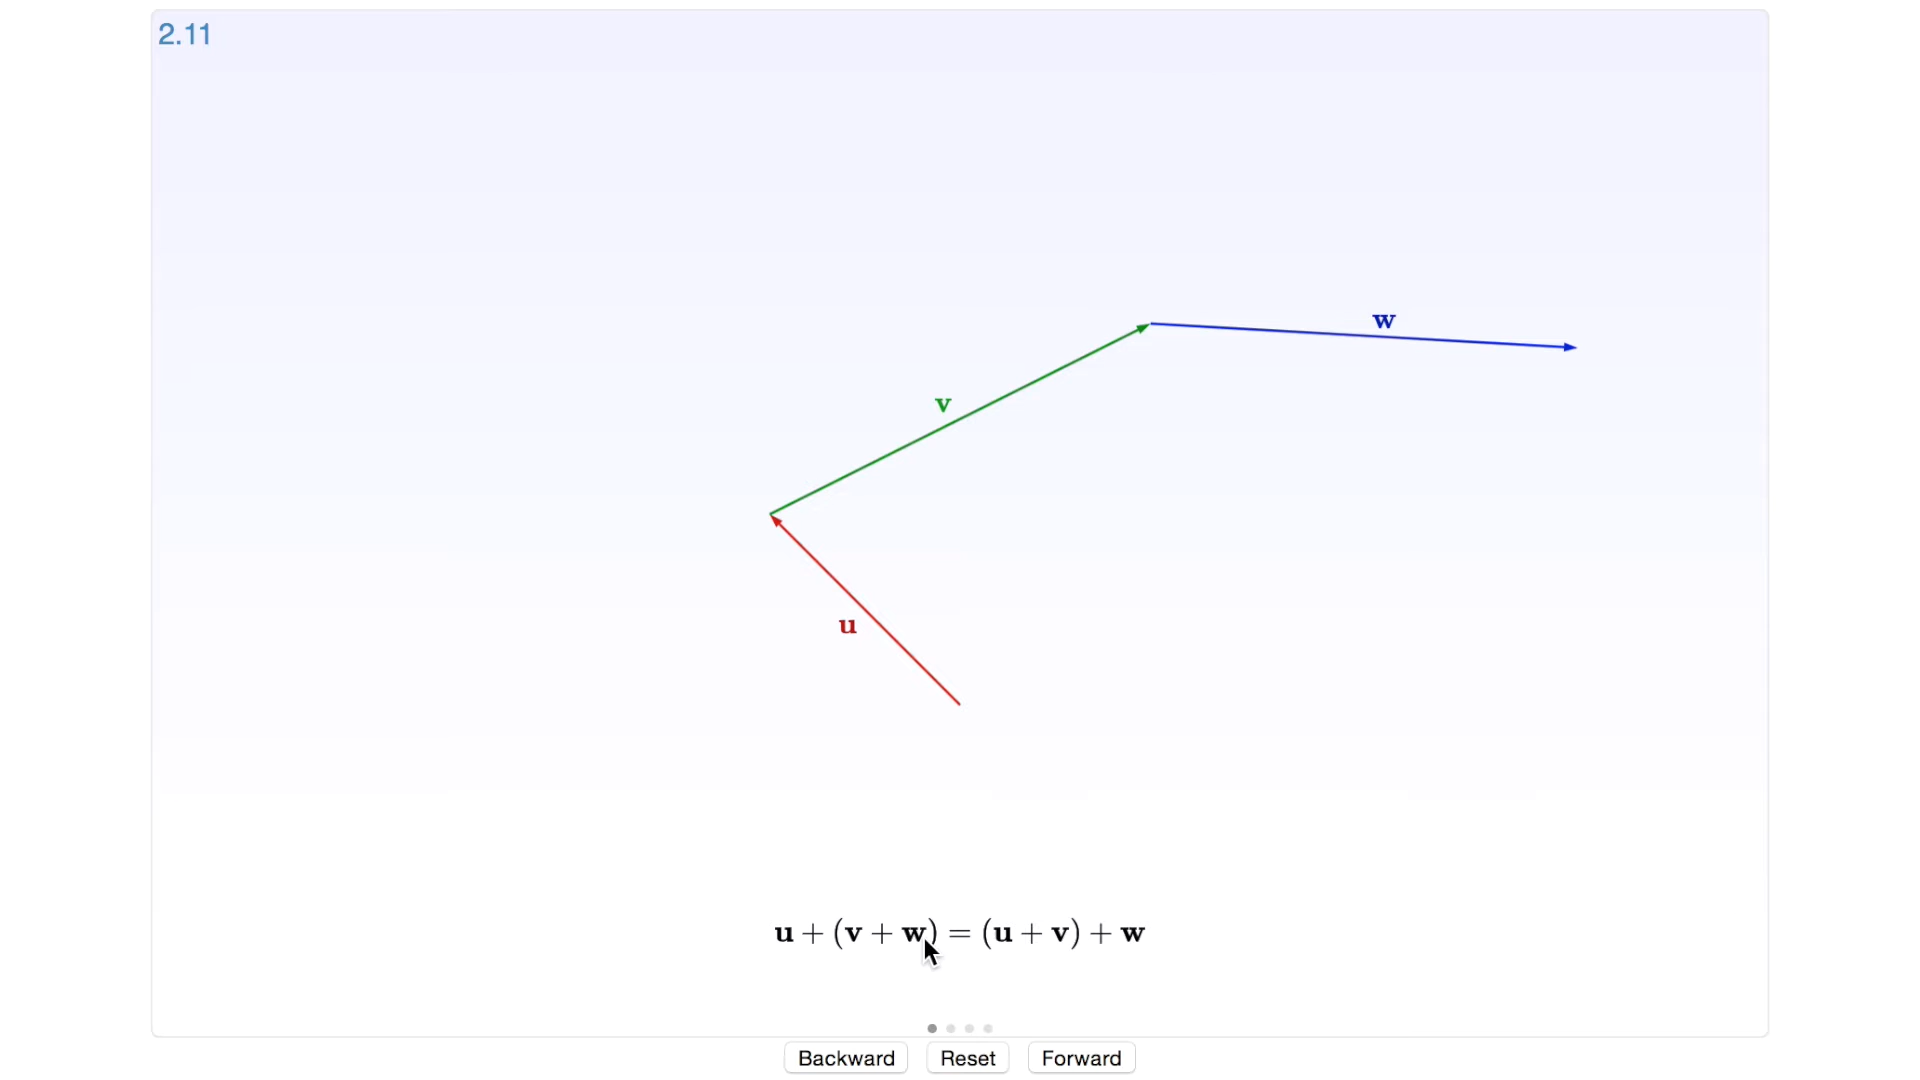 2.11
w
v
u
u + (v + w) = (u + v) + w
Backward Reset Forward